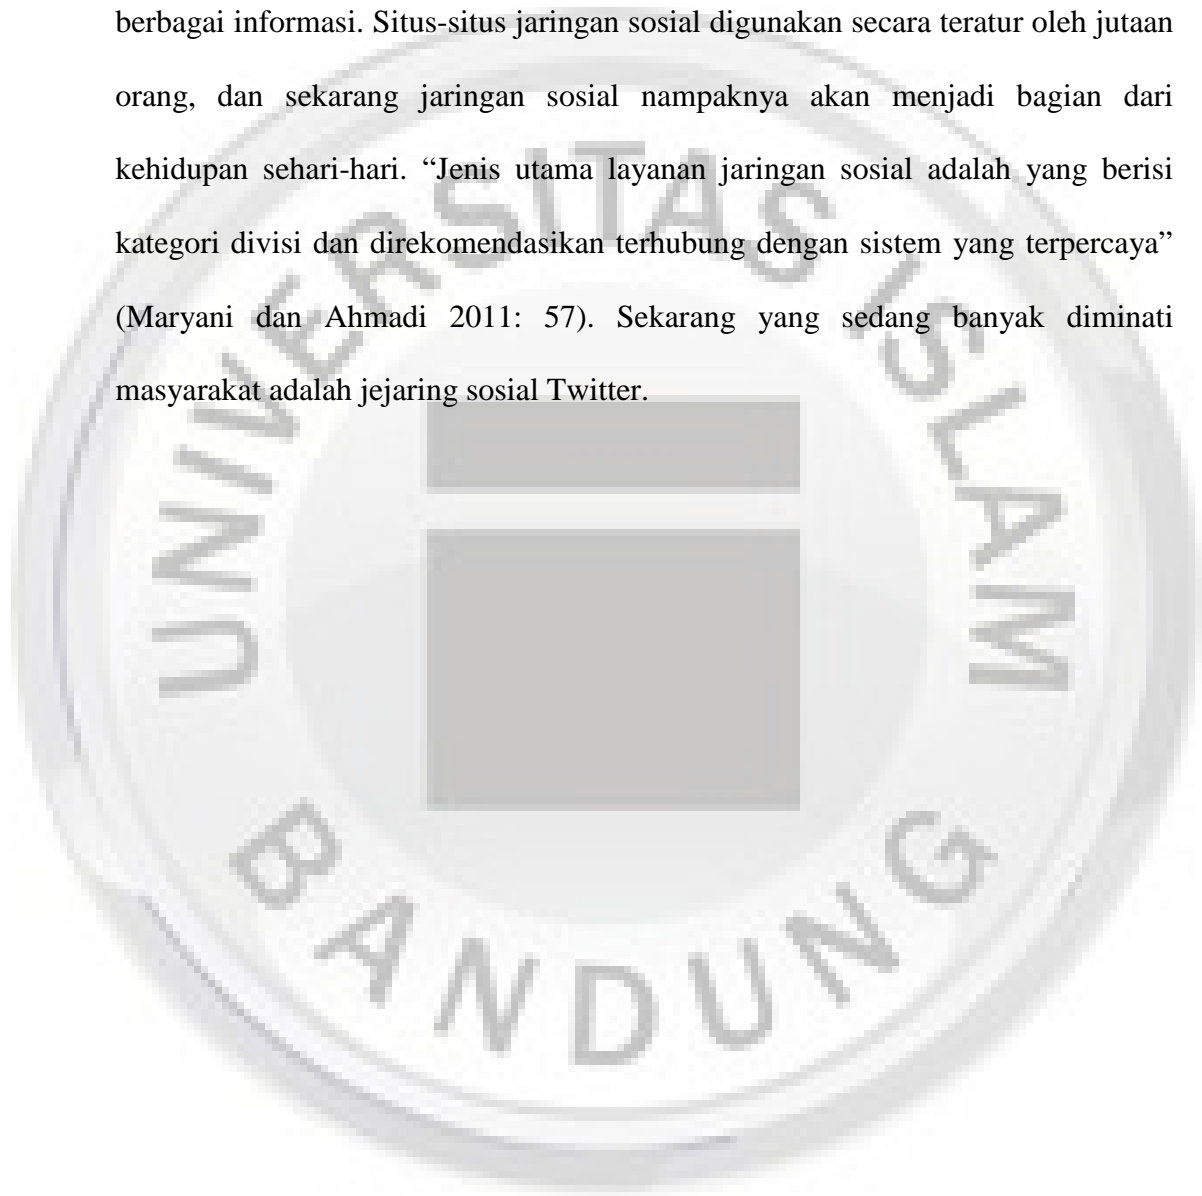 berbagai informasi. Situs-situs jaringan sosial digunakan secara teratur oleh jutaan
orang, dan sekarang jaringan sosial nampaknya akan menjadi bagian dari
kehidupan sehari-hari. “Jenis utama layanan jaringan sosial adalah yang berisi
kategori divisi dan direkomendasikan terhubung dengan sistem yang terpercaya”
(Maryani dan Ahmadi 2011: 57). Sekarang yang sedang banyak diminati
masyarakat adalah jejaring sosial Twitter.
UNIVERSITAS ISLAM
BANDUNG